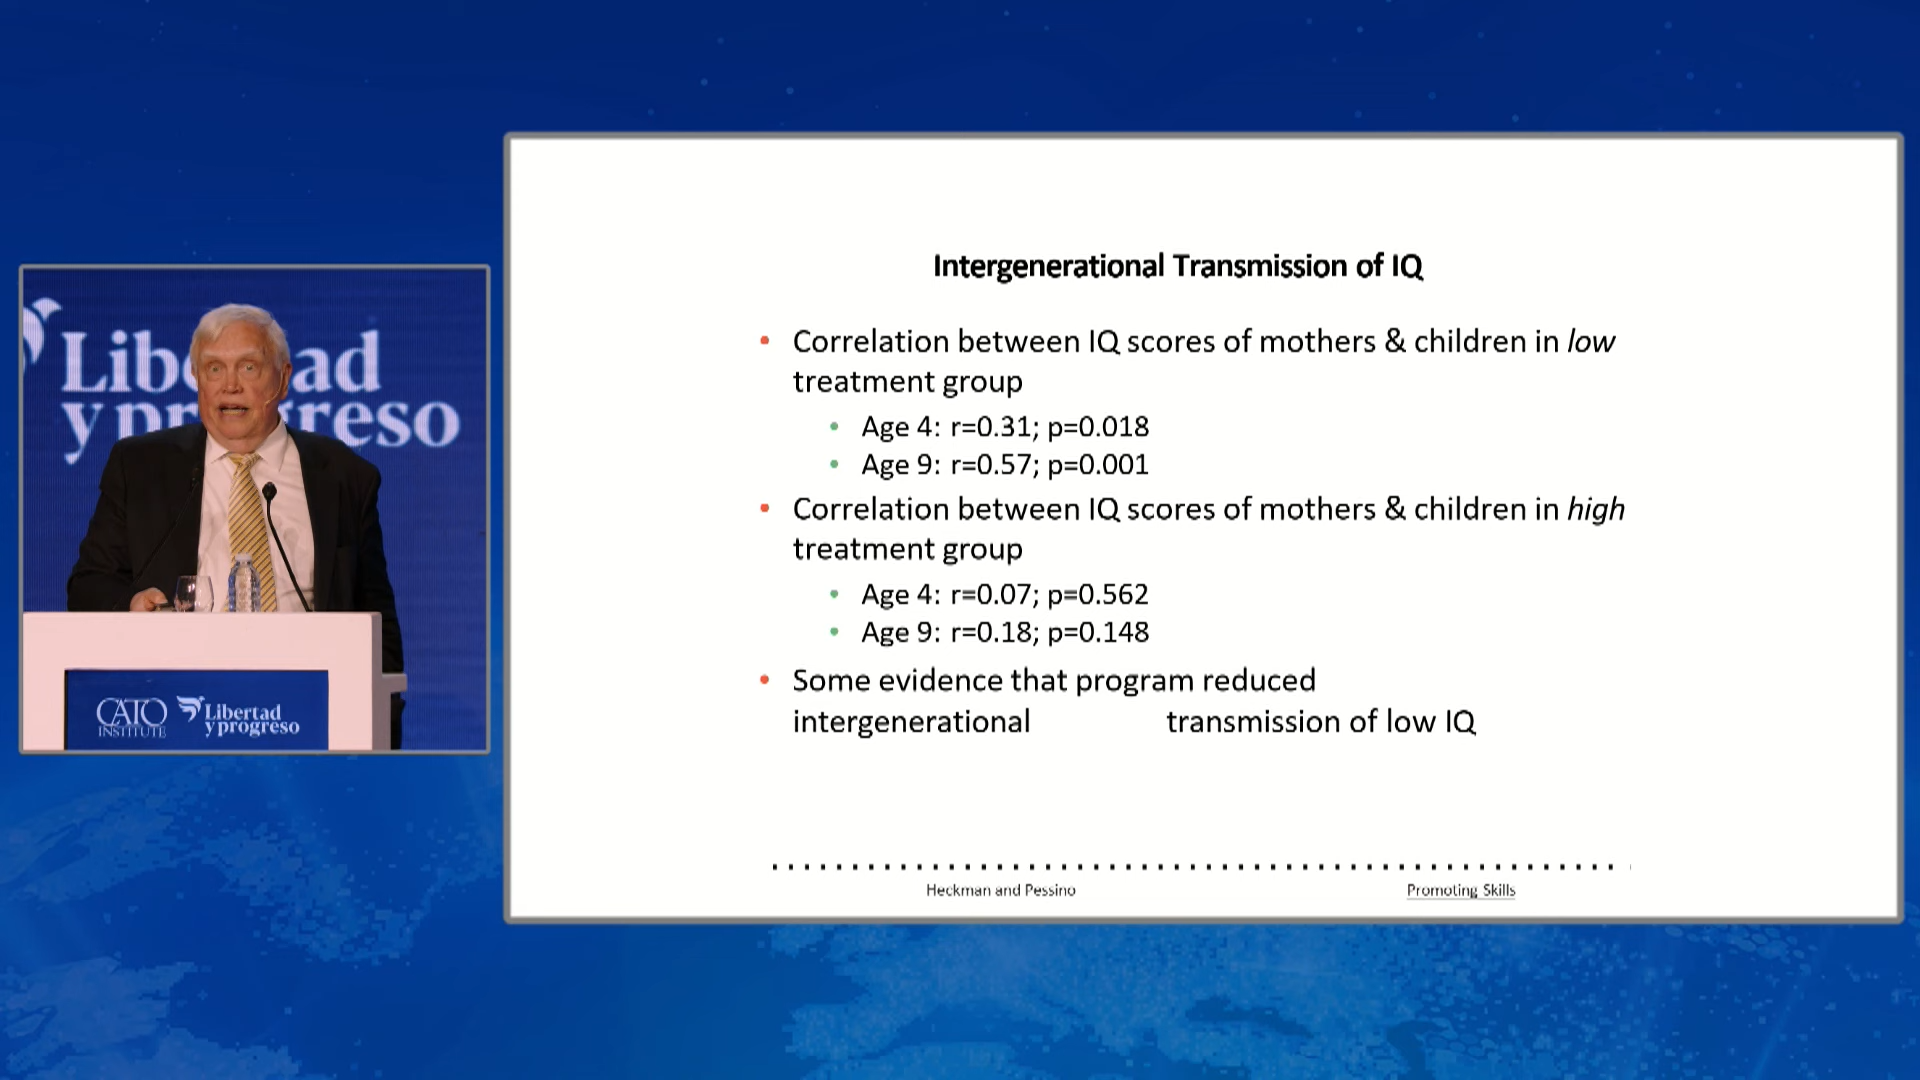 Libertad
y progreso
CATO
INSTITUTE
Libertad
y progreso
Intergenerational Transmission of IQ
• Correlation between IQ scores of mothers & children in low
treatment group
• Age 4: r=0.31; p=0.018
• Age 9: r=0.57; p=0.001
• Correlation between IQ scores of mothers & children in high
treatment group
• Age 4: r=0.07; p=0.562
• Age 9: r=0.18; p=0.148
• Some evidence that program reduced
intergenerational transmission of low IQ
Heckman and Pessino
Promoting Skills